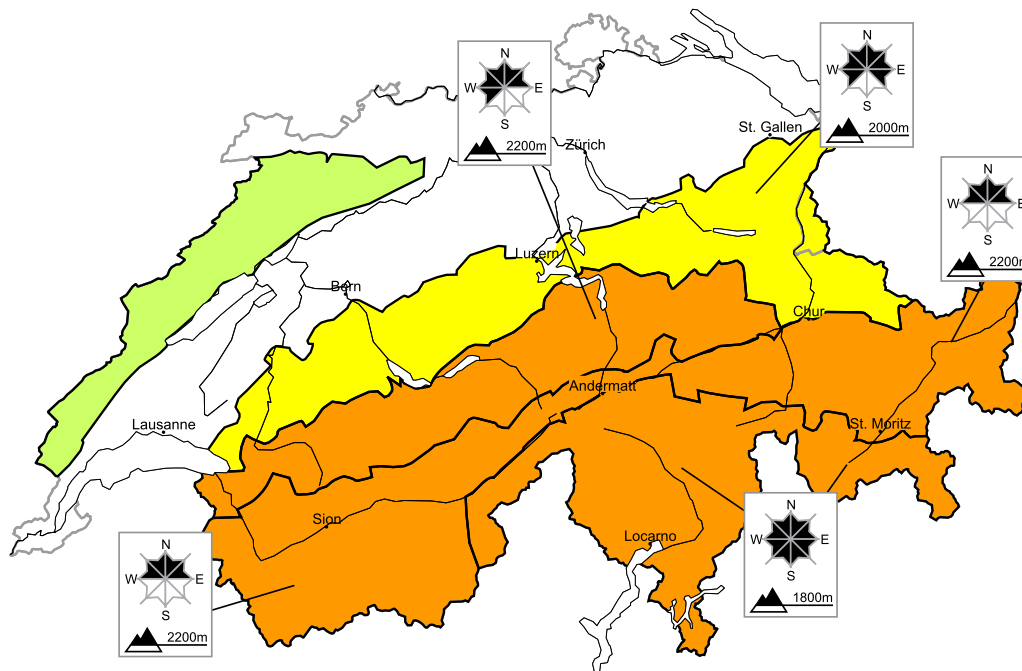 N
W E
S
2200m
N
W E
S
2000m
St. Gallen
Zürich
N
W E
S
2200m
Luzern
Bern
Chur
Andermatt
Lausanne
St. Moritz
Sion
Locarno
N
W E
S
1800m
N
W E
S
2200m